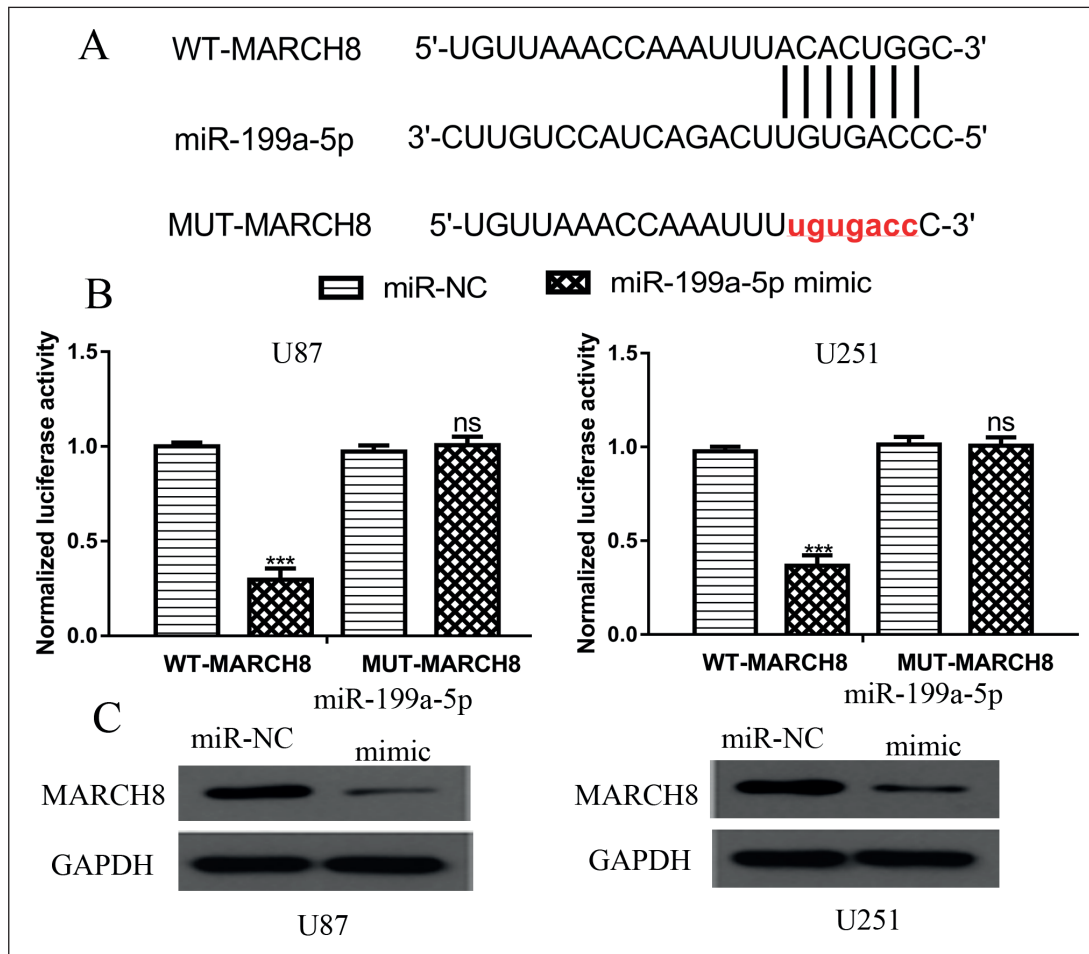 A
WT-MARCH8 5'-UGUUAAACCAAAUUUACACUGGC-3'
miR-199a-5p 3'-CUUGUCCAUCAGACUUGUGACCC-5'
MUT-MARCH8 5'-UGUUAAACCAAAUUUugugaccC-3'
B
miR-NC miR-199a-5p mimic
U87
Normalized luciferase activity
1.5
1.0
0.5
0.0
***
ns
WT-MARCH8 MUT-MARCH8
U251
Normalized luciferase activity
1.5
1.0
0.5
0.0
***
ns
WT-MARCH8 MUT-MARCH8
C
miR-199a-5p
miR-NC mimic
MARCH8
GAPDH
U87
miR-199a-5p
miR-NC mimic
MARCH8
GAPDH
U251